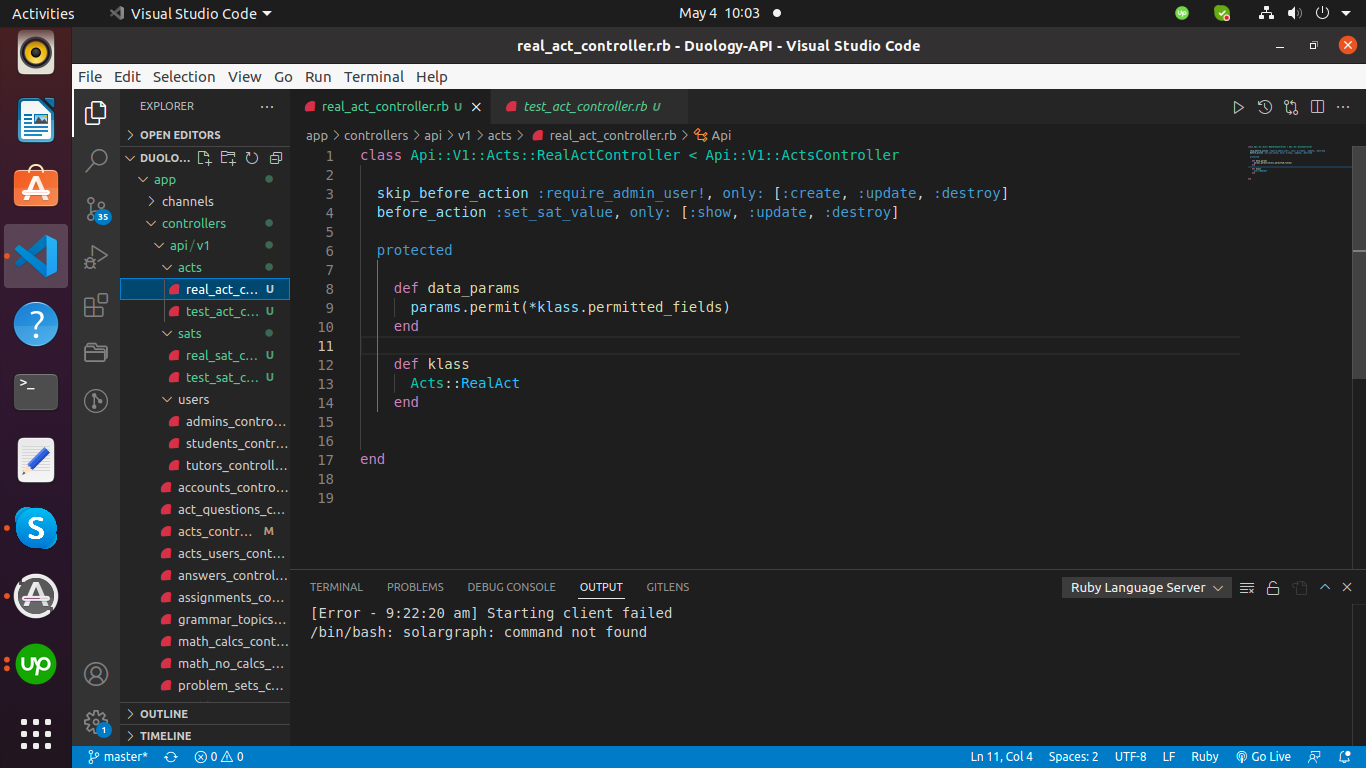 Activities
Visual Studio Code
May 4 10:03
up
real_act_controller.rb - Duology-API - Visual Studio Code
File Edit Selection View Go Run Terminal Help
EXPLORER
real_act_controller.rb U
test_act_controller.rb U
OPEN EDITORS
app > controllers > api > v1 > acts > real_act_controller.rb > Api
DUOLO...
app
channels
controllers
api/v1
acts
real_act_c... U
test_act_c... U
sats
real_sat_c... U
test_sat_c... U
users
admins_contro...
students_contr...
tutors_controll...
accounts_contro...
act_questions_c...
acts_contr... M
acts_users_cont...
answers_control...
assignments_co...
grammar_topics...
math_calcs_cont...
math_no_calcs_...
problem_sets_c...
OUTLINE
TIMELINE
35
1
1 class Api::V1::Acts::RealActController < Api::V1::ActsController
2
3 skip_before_action :require_admin_user!, only: [:create, :update, :destroy]
4 before_action :set_sat_value, only: [:show, :update, :destroy]
5
6 protected
7
8 def data_params
9 params.permit(*klass.permitted_fields)
10 end
11
12 def klass
13 Acts::RealAct
14 end
15
16
17 end
18
19
TERMINAL PROBLEMS DEBUG CONSOLE OUTPUT GITLENS
Ruby Language Server
[Error - 9:22:20 am] Starting client failed
/bin/bash: solargraph: command not found
>_
?
S
up
master*
0 0
Ln 11, Col 4
Spaces: 2
UTF-8
LF
Ruby
Go Live